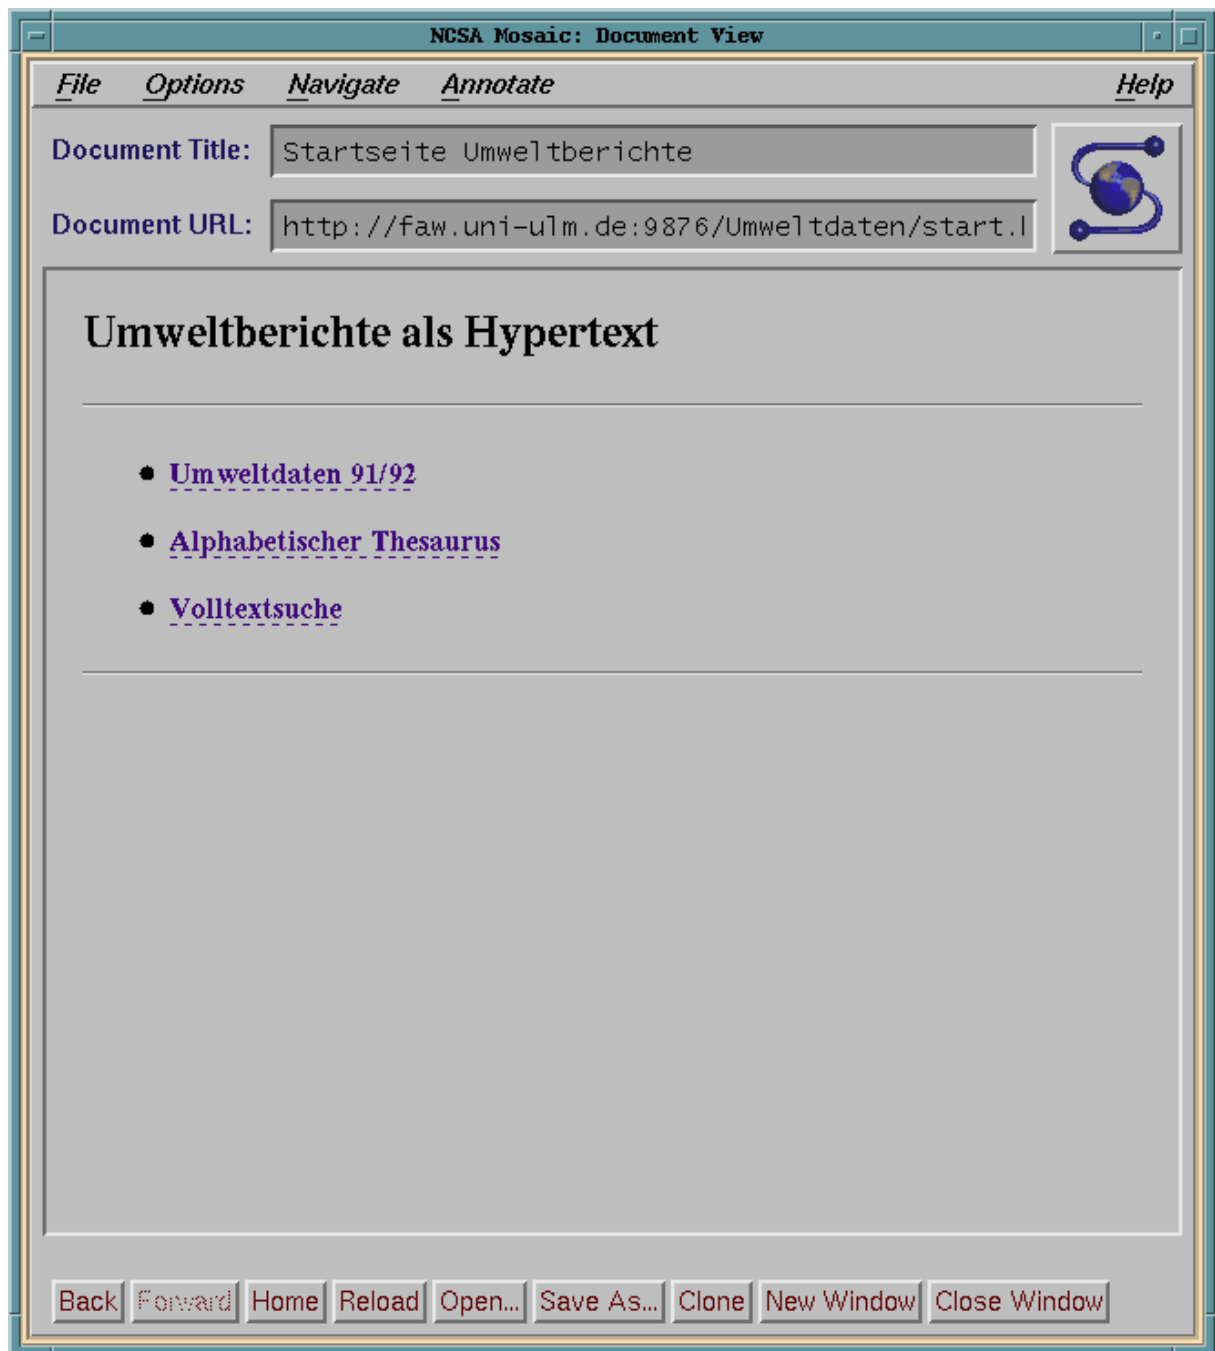 NCSA Mosaic: Document View
File Options Navigate Annotate Help
Document Title: Startseite Umweltberichte
Document URL: http://faw.uni-ulm.de:9876/Umweltdaten/start.
Umweltberichte als Hypertext
Umweltdaten 91/92
Alphabetischer Thesaurus
Volltextsuche
Back Forward Home Reload Open... Save As... Clone New Window Close Window